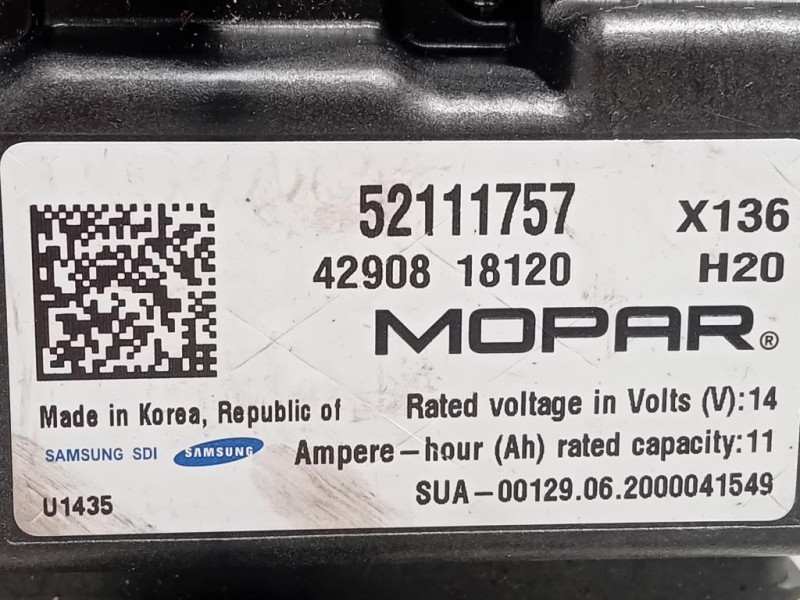 52111757 X136
42908 18120 H20
MOPAR®
Made in Korea, Republic of Rated voltage in Volts (V):14
SAMSUNG SDI SAMSUNG Ampere-hour (Ah) rated capacity:11
U1435 SUA-00129.06.2000041549